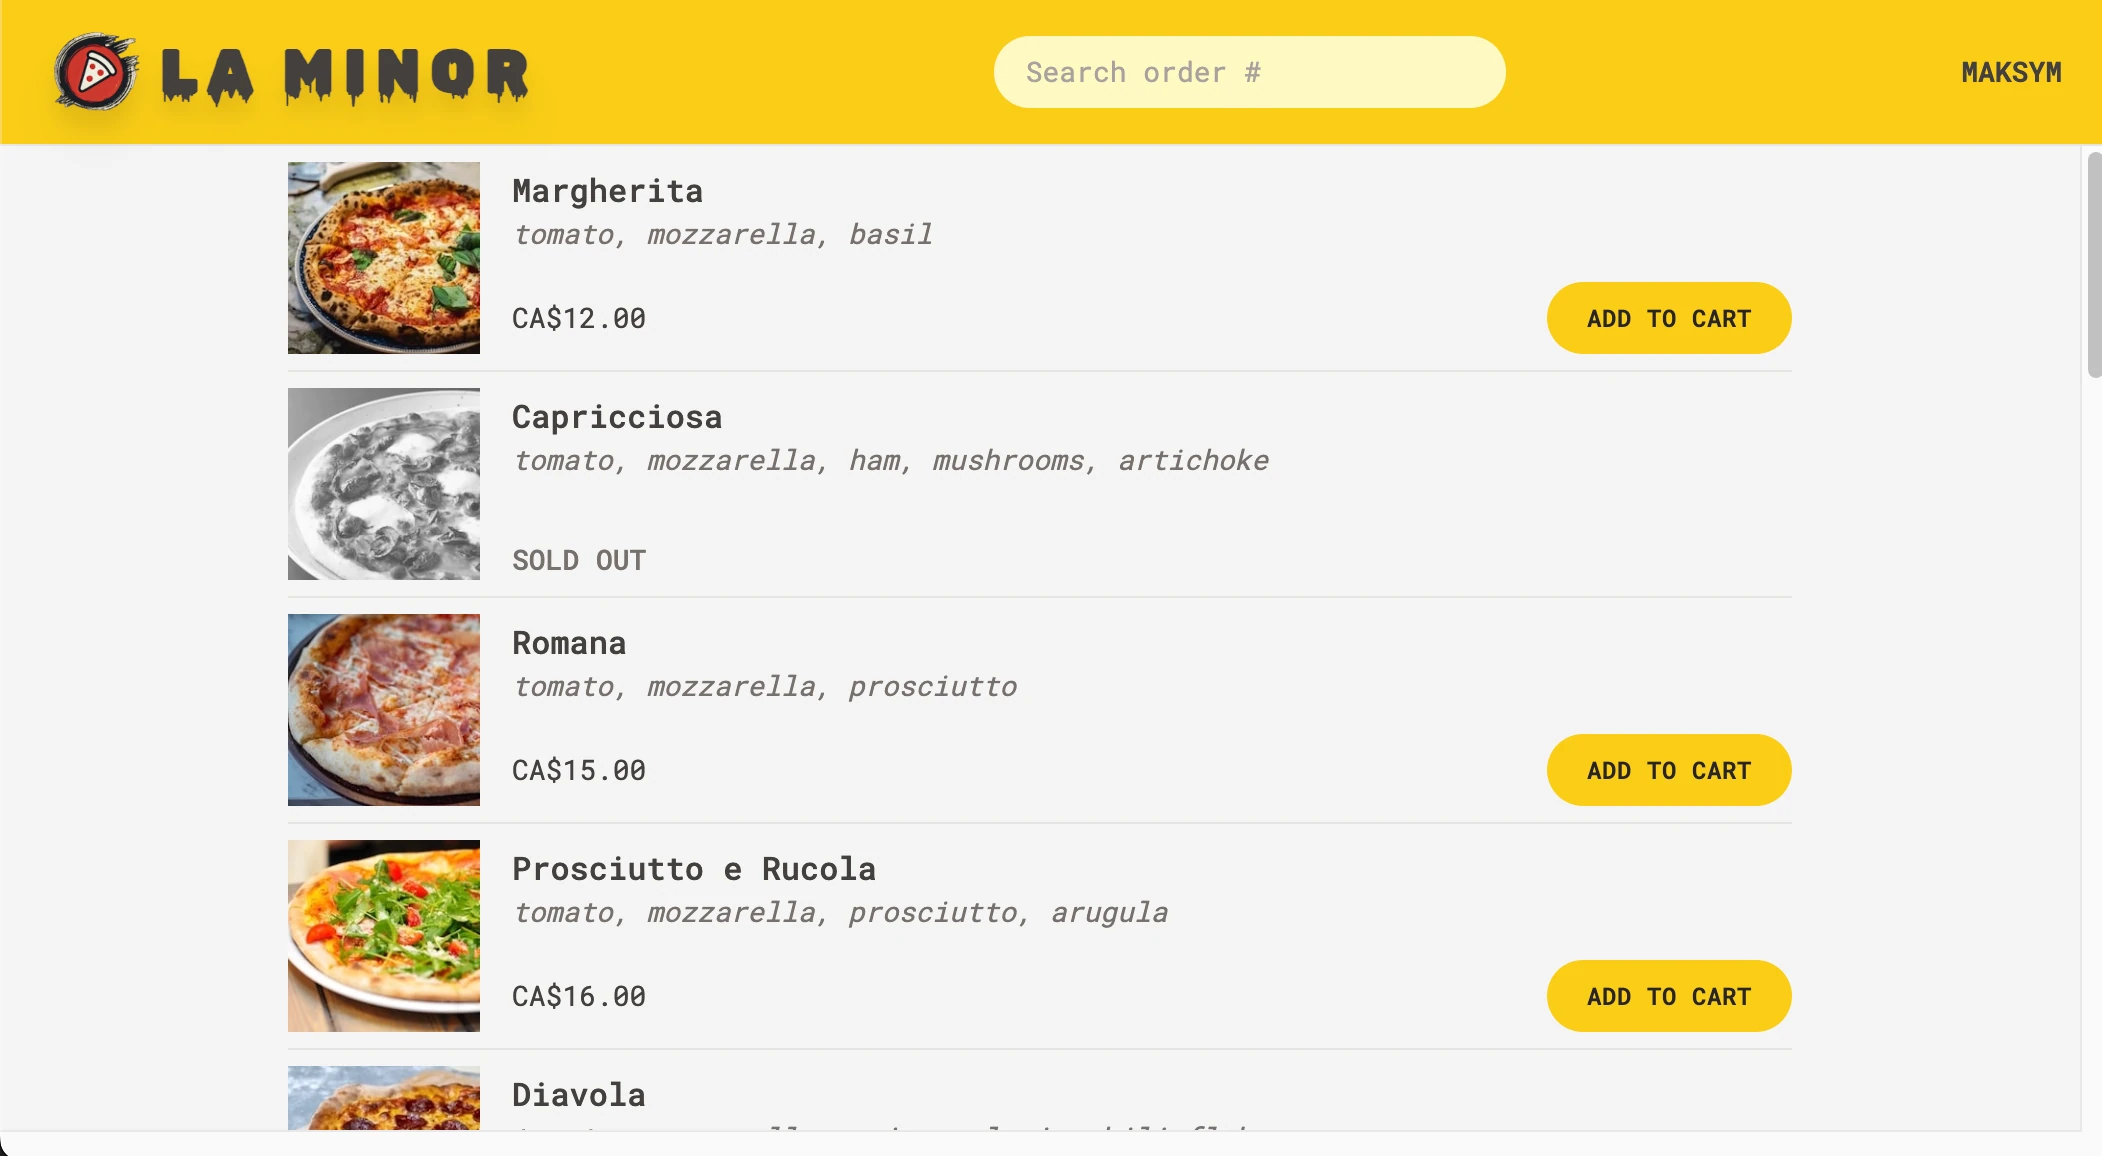 LA MINOR
Search order #
MAKSYM
Margherita
tomato, mozzarella, basil
CA$12.00
ADD TO CART
Capricciosa
tomato, mozzarella, ham, mushrooms, artichoke
SOLD OUT
Romana
tomato, mozzarella, prosciutto
CA$15.00
ADD TO CART
Prosciutto e Rucola
tomato, mozzarella, prosciutto, arugula
CA$16.00
ADD TO CART
Diavola